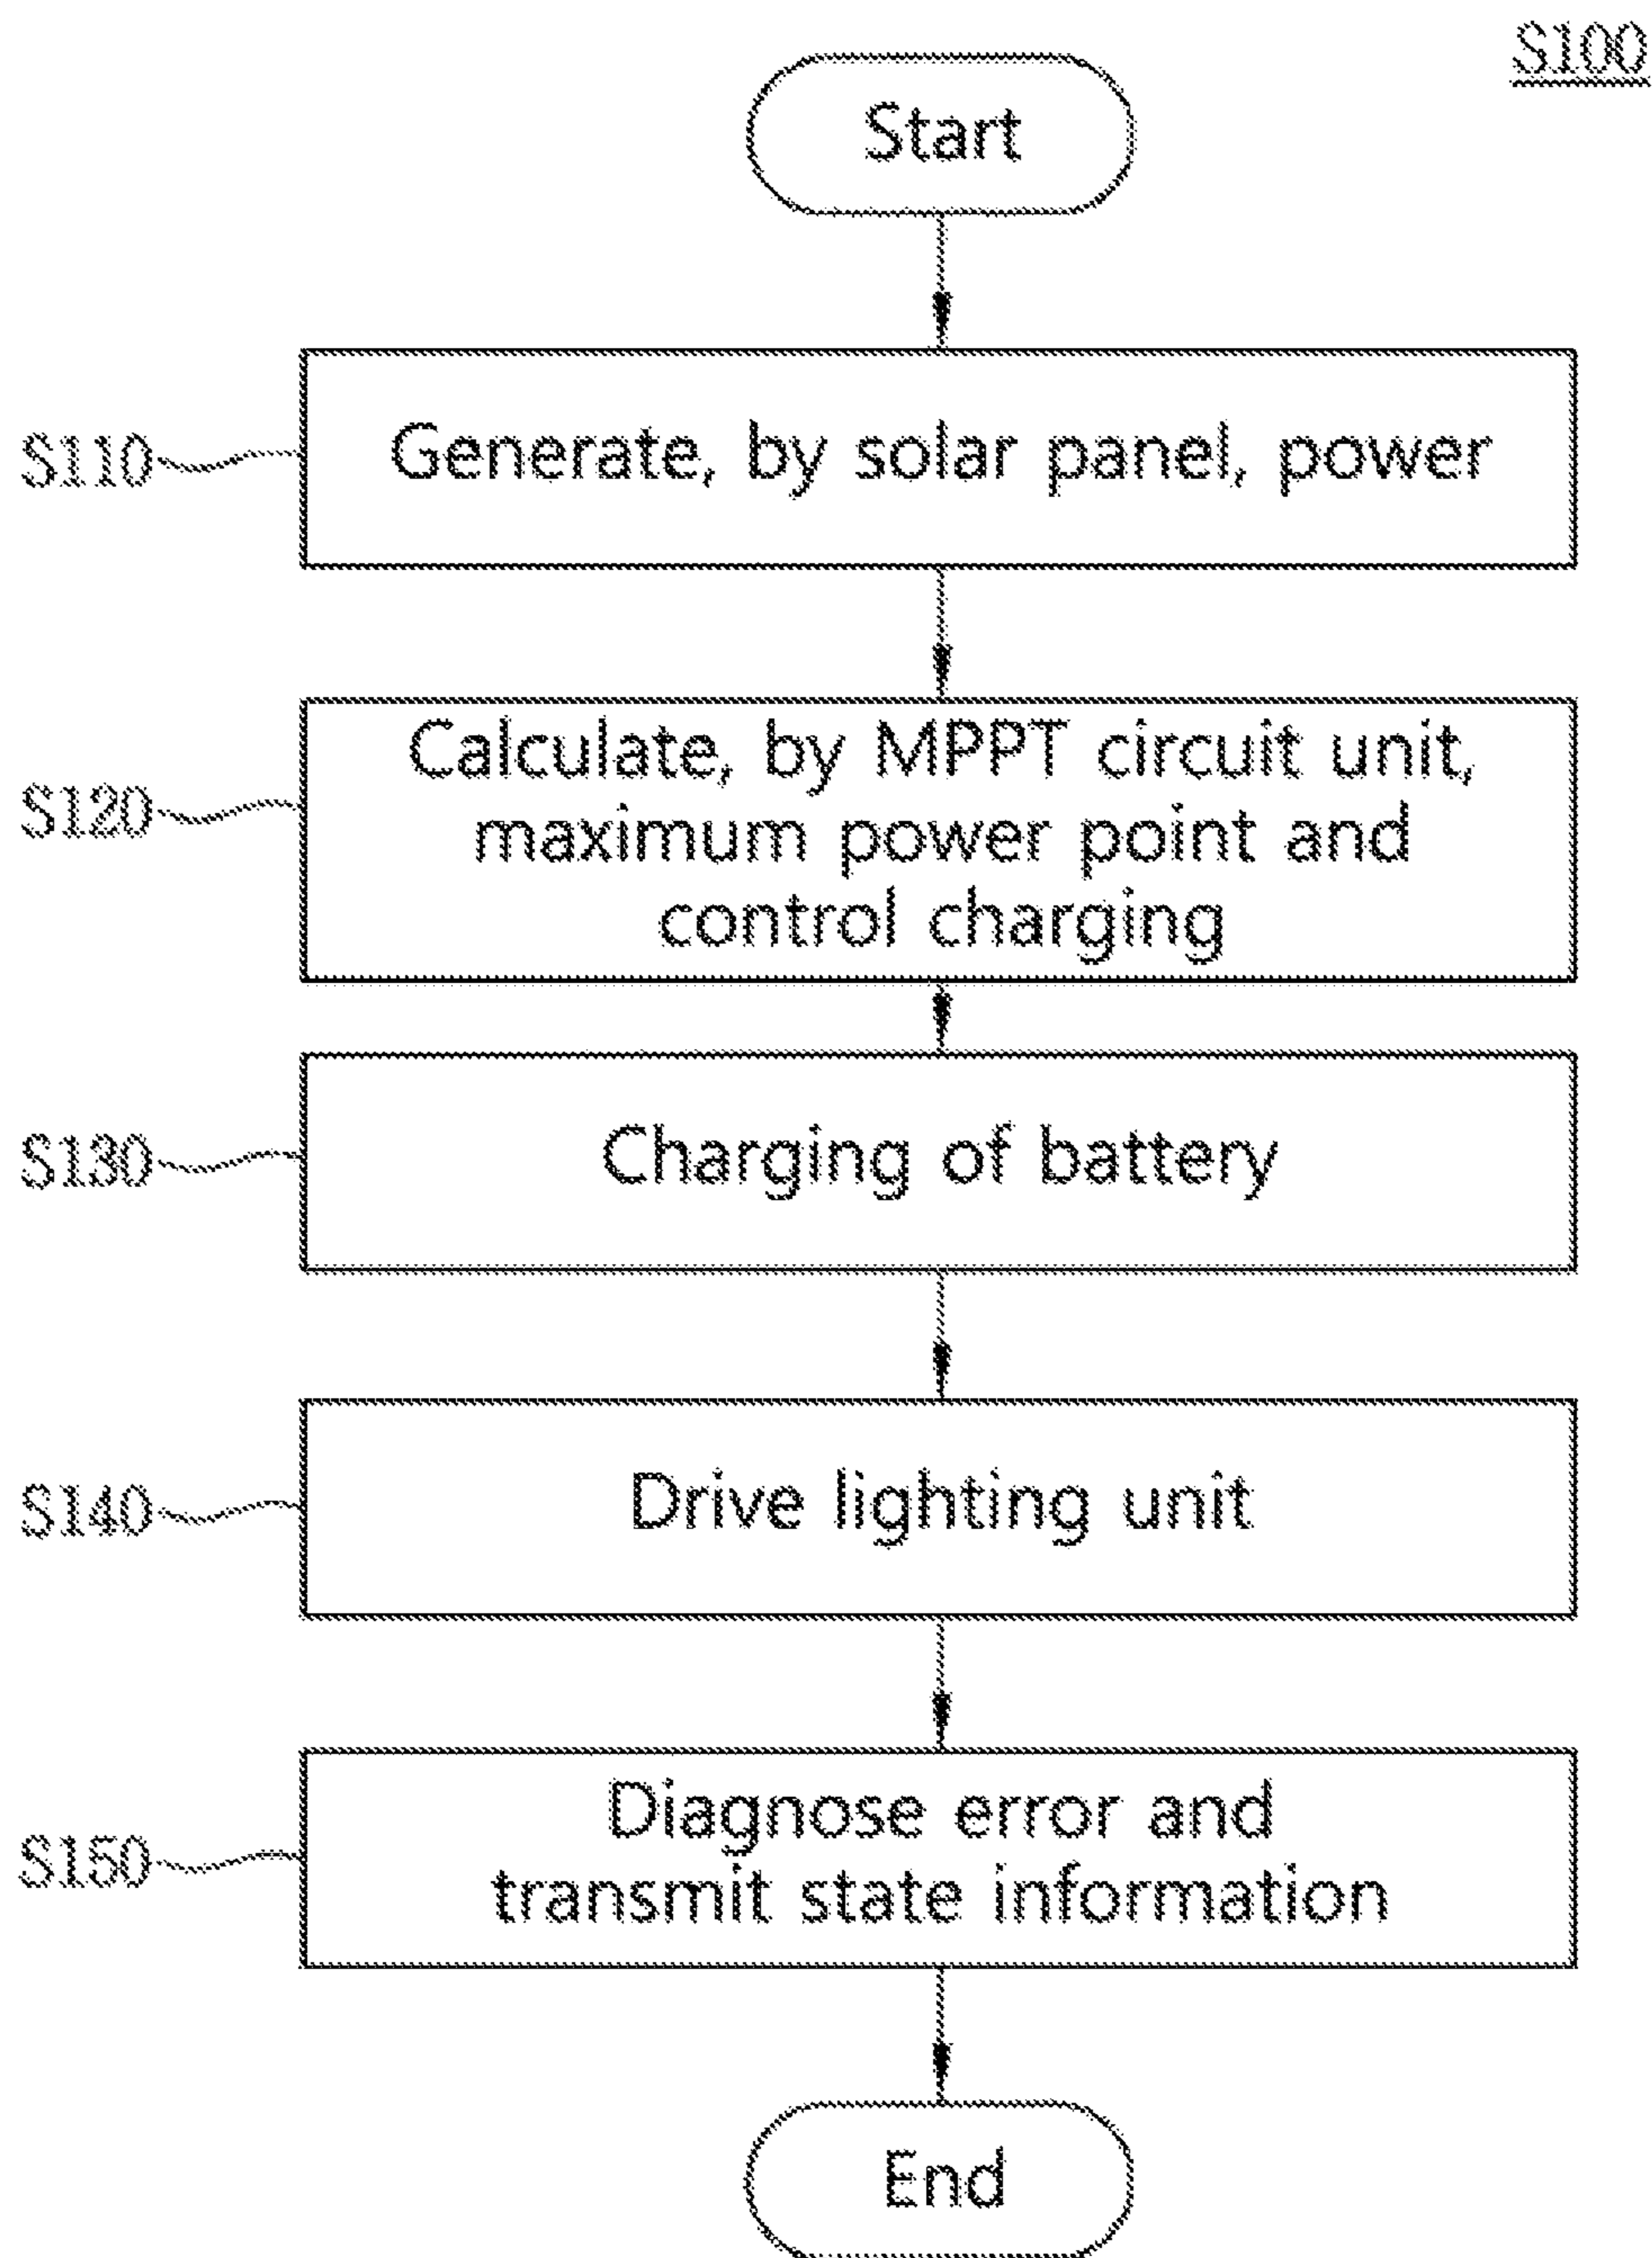 S100
Start
S110
Generate, by solar panel, power
S120
Calculate, by MPPT circuit unit,
maximum power point and
control charging
S130
Charging of battery
S140
Drive lighting unit
S150
Diagnose error and
transmit state information
End